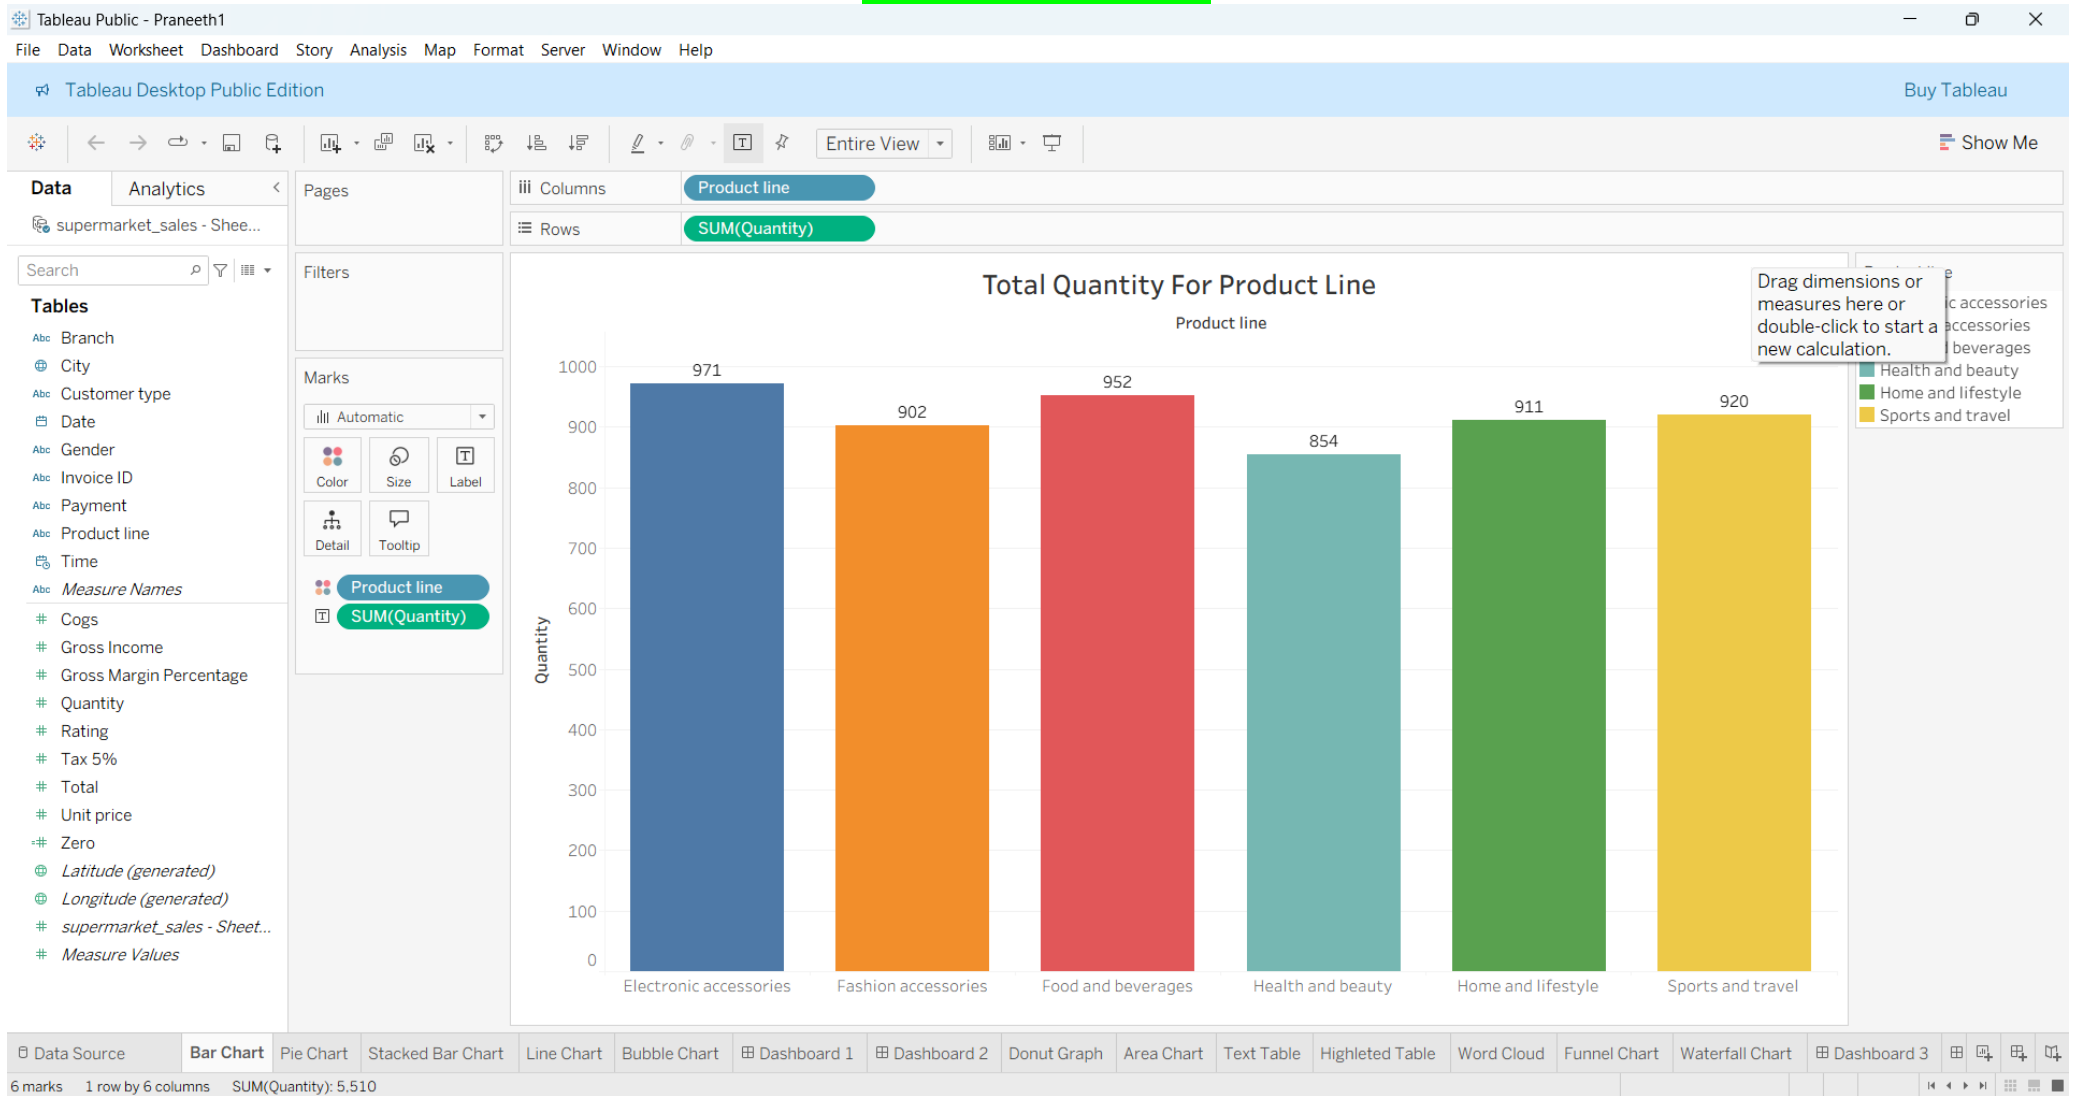 Tableau Public - Praneeth1
File Data Worksheet Dashboard Story Analysis Map Format Server Window Help
Tableau Desktop Public Edition
Buy Tableau
Entire View
Show Me
Data
Analytics
supermarket_sales - Shee...
Search
Tables
Abc Branch
City
Abc Customer type
Date
Abc Gender
Abc Invoice ID
Abc Payment
Abc Product line
Time
Abc Measure Names
# Cogs
# Gross Income
# Gross Margin Percentage
# Quantity
# Rating
# Tax 5%
# Total
# Unit price
=# Zero
Latitude (generated)
Longitude (generated)
# supermarket_sales - Sheet...
# Measure Values
Pages
Filters
Marks
Automatic
Color
Size
T
Label
Detail
Tooltip
Product line
T SUM(Quantity)
iii Columns
Product line
Rows
SUM(Quantity)
Total Quantity For Product Line
Product line
Quantity
1000
900
800
700
600
500
400
300
200
100
0
971
902
952
854
911
920
Electronic accessories
Fashion accessories
Food and beverages
Health and beauty
Home and lifestyle
Sports and travel
Drag dimensions or
measures here or
double-click to start a
new calculation.
accessories
accessories
beverages
Health and beauty
Home and lifestyle
Sports and travel
Data Source
Bar Chart
Pie Chart
Stacked Bar Chart
Line Chart
Bubble Chart
Dashboard 1
Dashboard 2
Donut Graph
Area Chart
Text Table
Highleted Table
Word Cloud
Funnel Chart
Waterfall Chart
Dashboard 3
6 marks 1 row by 6 columns SUM(Quantity): 5,510